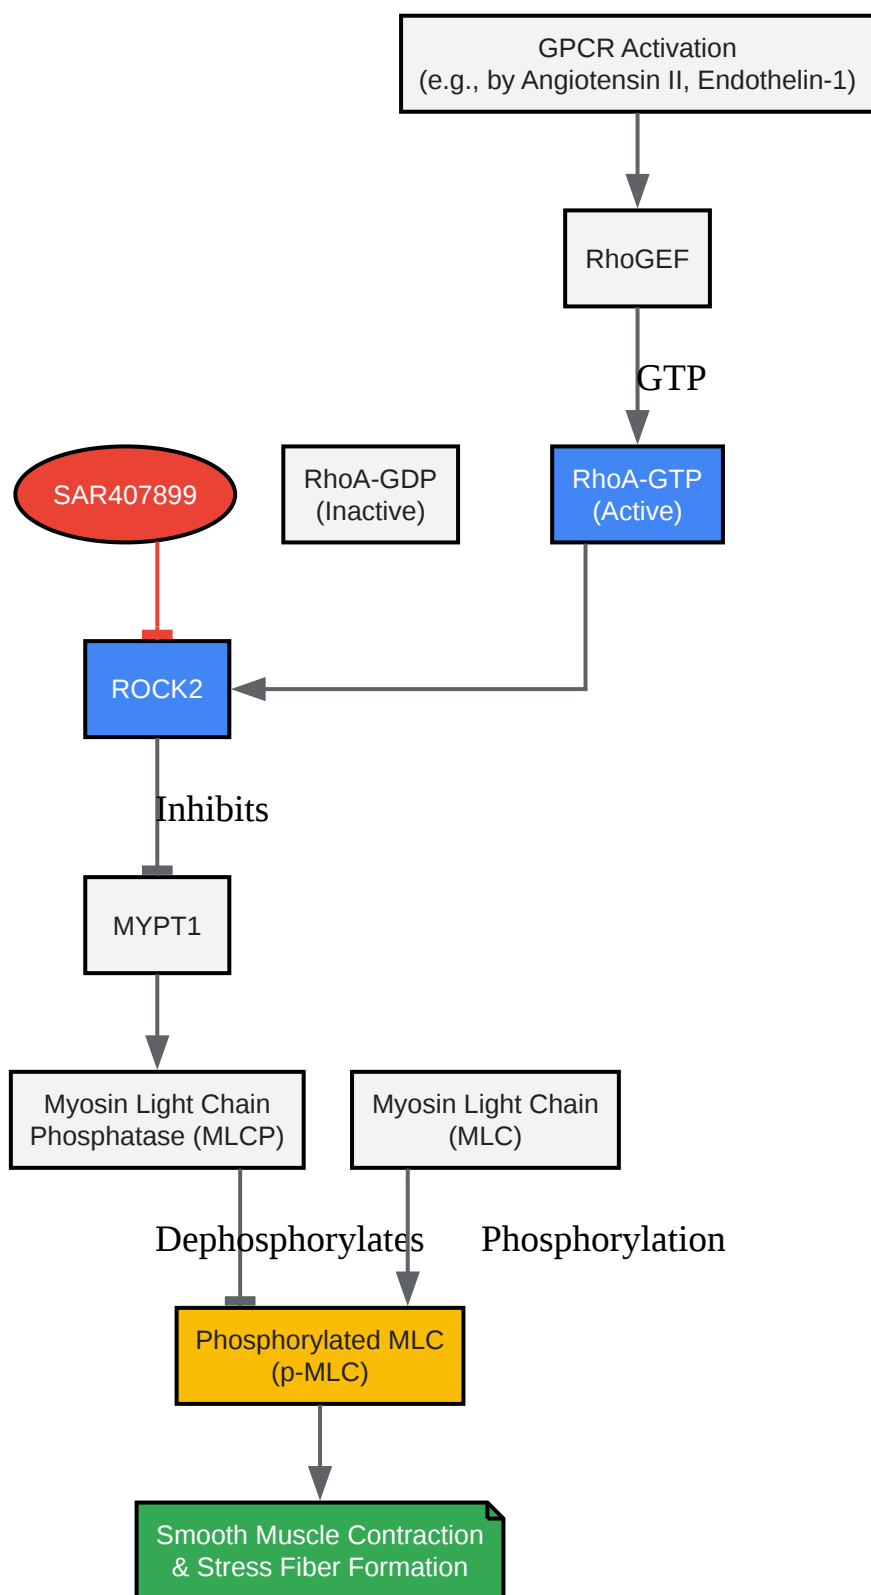 GPCR Activation
(e.g., by Angiotensin II, Endothelin-1)
RhoGEF
GTP
SAR407899
RhoA-GDP
(Inactive)
RhoA-GTP
(Active)
ROCK2
Inhibits
MYPT1
Myosin Light Chain
Phosphatase (MLCP)
Myosin Light Chain
(MLC)
Dephosphorylates
Phosphorylation
Phosphorylated MLC
(p-MLC)
Smooth Muscle Contraction
& Stress Fiber Formation